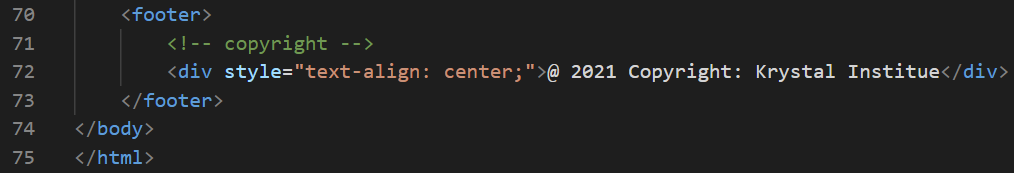 70 <footer>
71 <!-- copyright -->
72 <div style="text-align: center;">@ 2021 Copyright: Krystal Institue</div>
73 </footer>
74 </body>
75 </html>